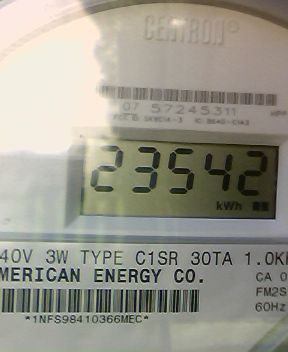 CENTRON®
07 57245311
23542
kWh
40V 3W TYPE C1SR 30TA 1.0K
MERICAN ENERGY CO.
CA 0
FM2S
60Hz
*1NFS98410366MEC*